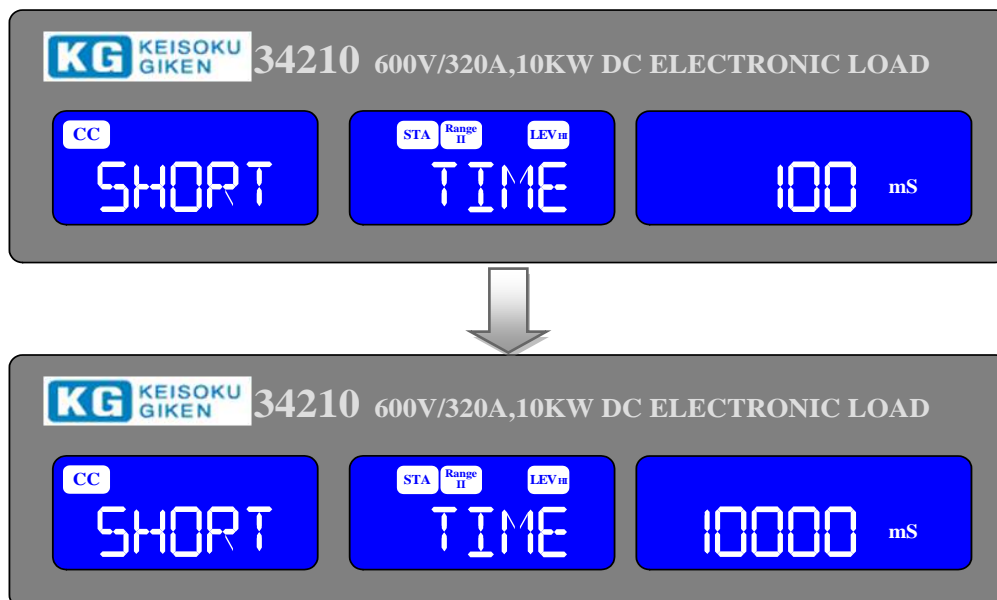 KG KEISOKU GIKEN 34210 600V/320A,10KW DC ELECTRONIC LOAD
CC STA Range II LEV HI
SHORT TIME 100 mS
KG KEISOKU GIKEN 34210 600V/320A,10KW DC ELECTRONIC LOAD
CC STA Range II LEV HI
SHORT TIME 10000 mS